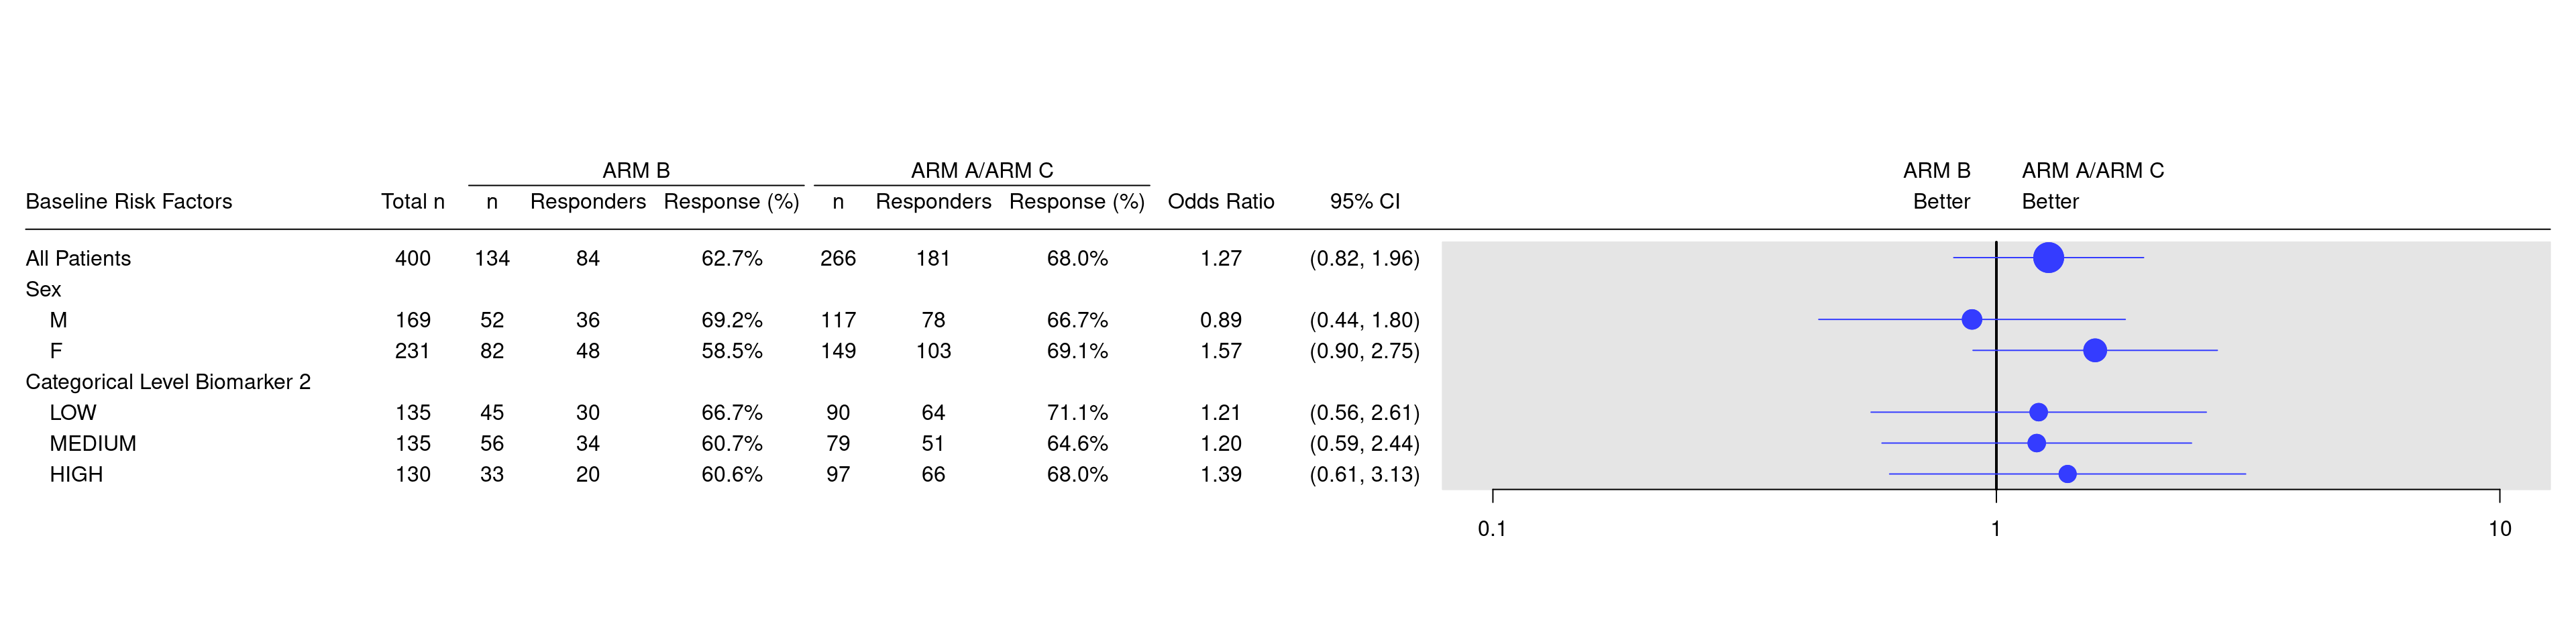 ARM B ARM A/ARM C ARM B ARM A/ARM C
Baseline Risk Factors Total n n Responders Response (%) n Responders Response (%) Odds Ratio 95% CI Better Better
All Patients 400 134 84 62.7% 266 181 68.0% 1.27 (0.82, 1.96)
Sex
M 169 52 36 69.2% 117 78 66.7% 0.89 (0.44, 1.80)
F 231 82 48 58.5% 149 103 69.1% 1.57 (0.90, 2.75)
Categorical Level Biomarker 2
LOW 135 45 30 66.7% 90 64 71.1% 1.21 (0.56, 2.61)
MEDIUM 135 56 34 60.7% 79 51 64.6% 1.20 (0.59, 2.44)
HIGH 130 33 20 60.6% 97 66 68.0% 1.39 (0.61, 3.13)
0.1 1 10